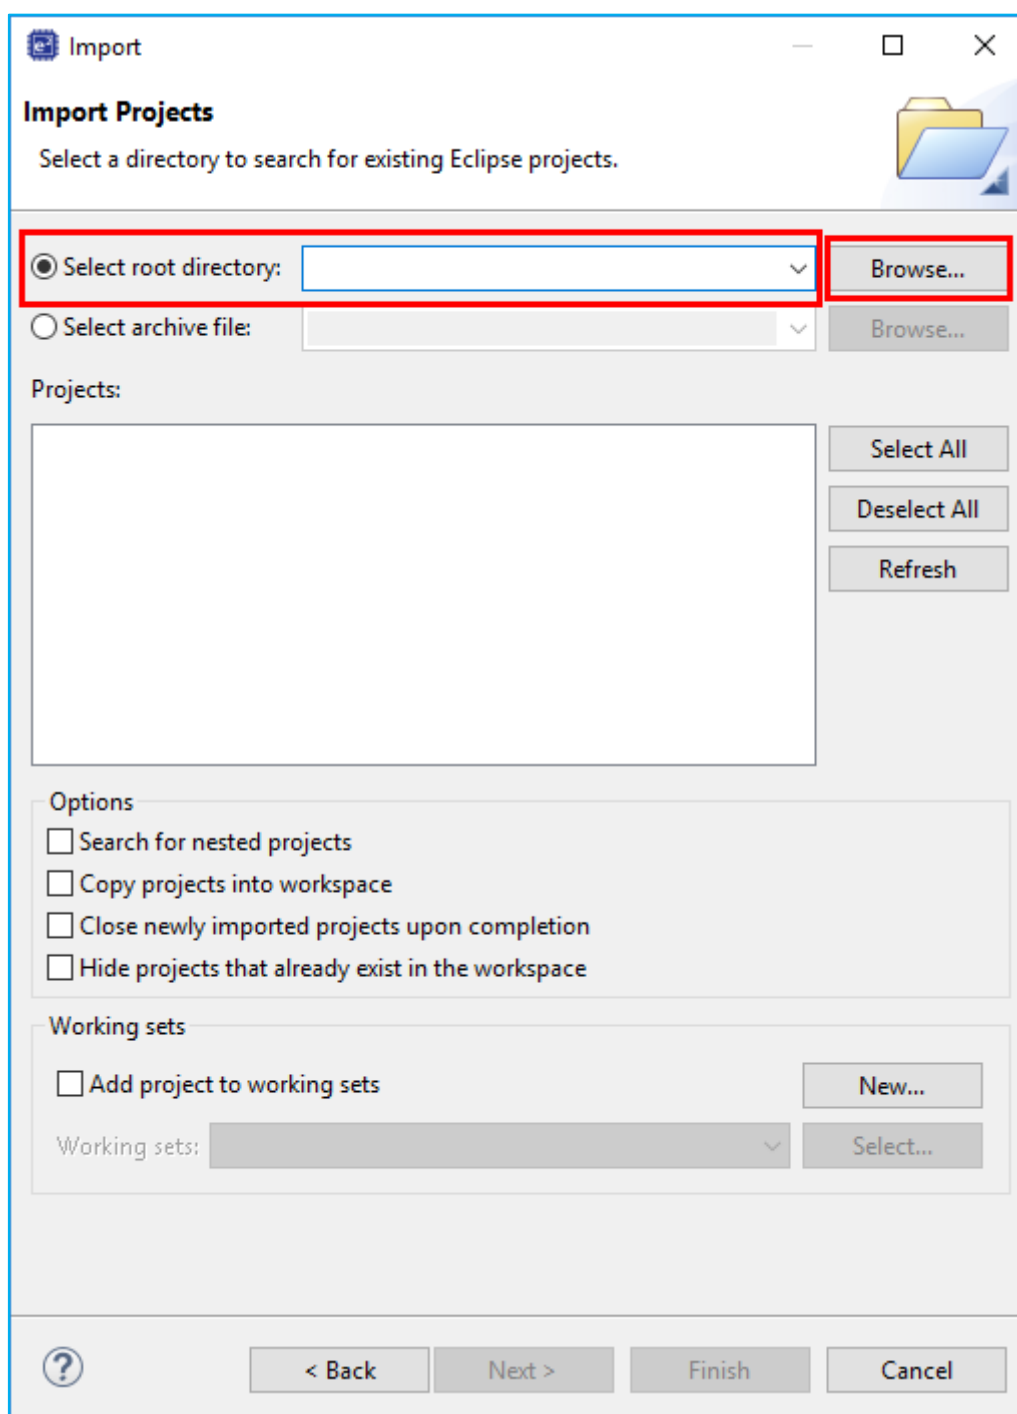 e²
Import
Import Projects
Select a directory to search for existing Eclipse projects.
Select root directory:
Browse...
Select archive file:
Browse...
Projects:
Select All
Deselect All
Refresh
Options
Search for nested projects
Copy projects into workspace
Close newly imported projects upon completion
Hide projects that already exist in the workspace
Working sets
Add project to working sets
New...
Working sets:
Select...
?
< Back
Next >
Finish
Cancel